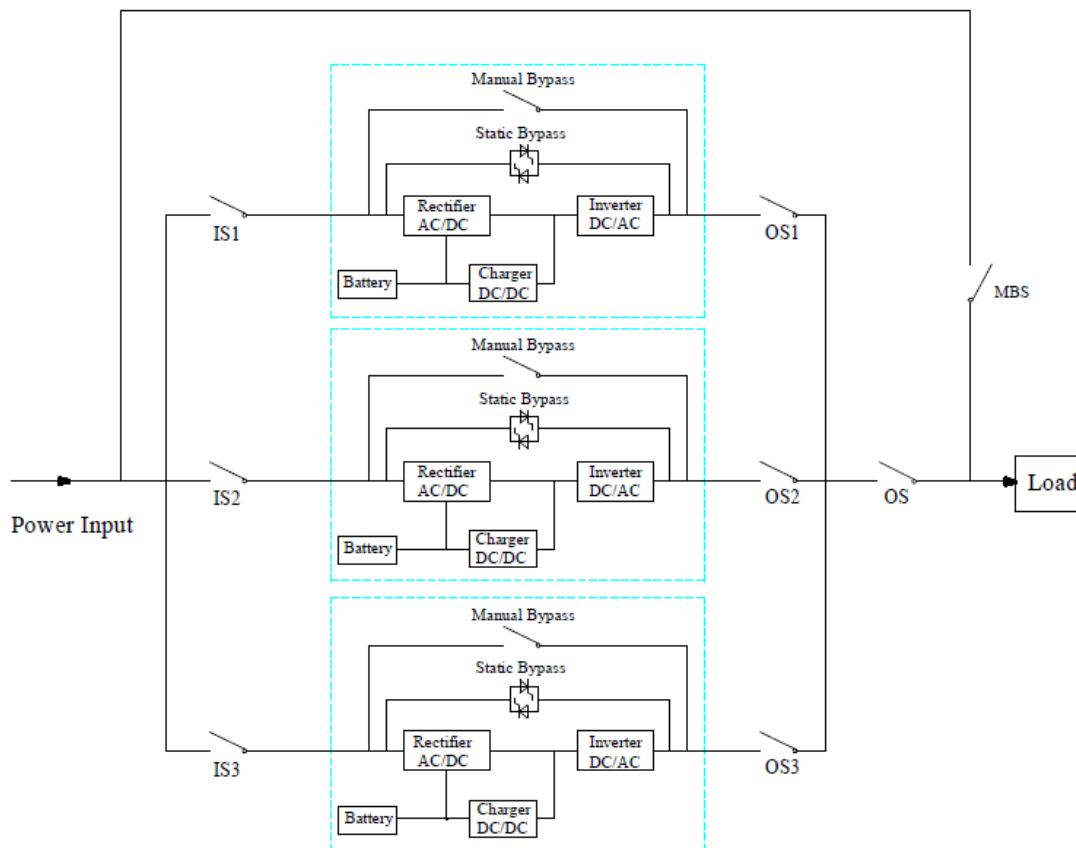 Manual Bypass
Static Bypass
Rectifier
AC/DC
Inverter
DC/AC
IS1
OS1
Battery
Charger
DC/DC
MBS
Manual Bypass
Static Bypass
Rectifier
AC/DC
Inverter
DC/AC
IS2
OS2
OS
Load
Power Input
Battery
Charger
DC/DC
Manual Bypass
Static Bypass
Rectifier
AC/DC
Inverter
DC/AC
IS3
OS3
Battery
Charger
DC/DC